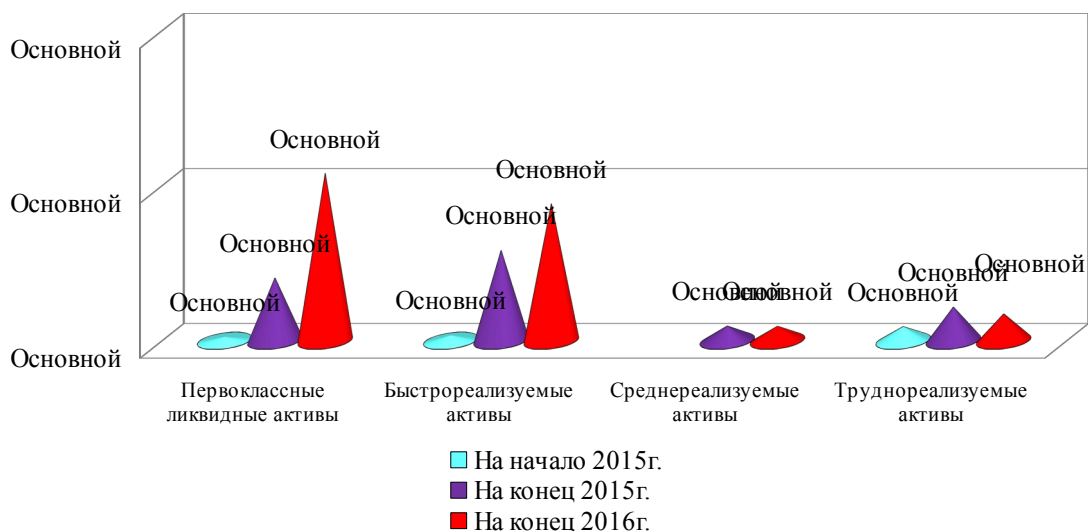 Основной
Основной
Основной
Основной
Основной
Основной
Основной
Основной
Основной
Основной
Основной
Основной
Основной
Основной
Первоклассные
ликвидные активы
Быстрореализуемые
активы
Среднереализуемые
активы
Труднореализуемые
активы
На начало 2015г.
На конец 2015г.
На конец 2016г.